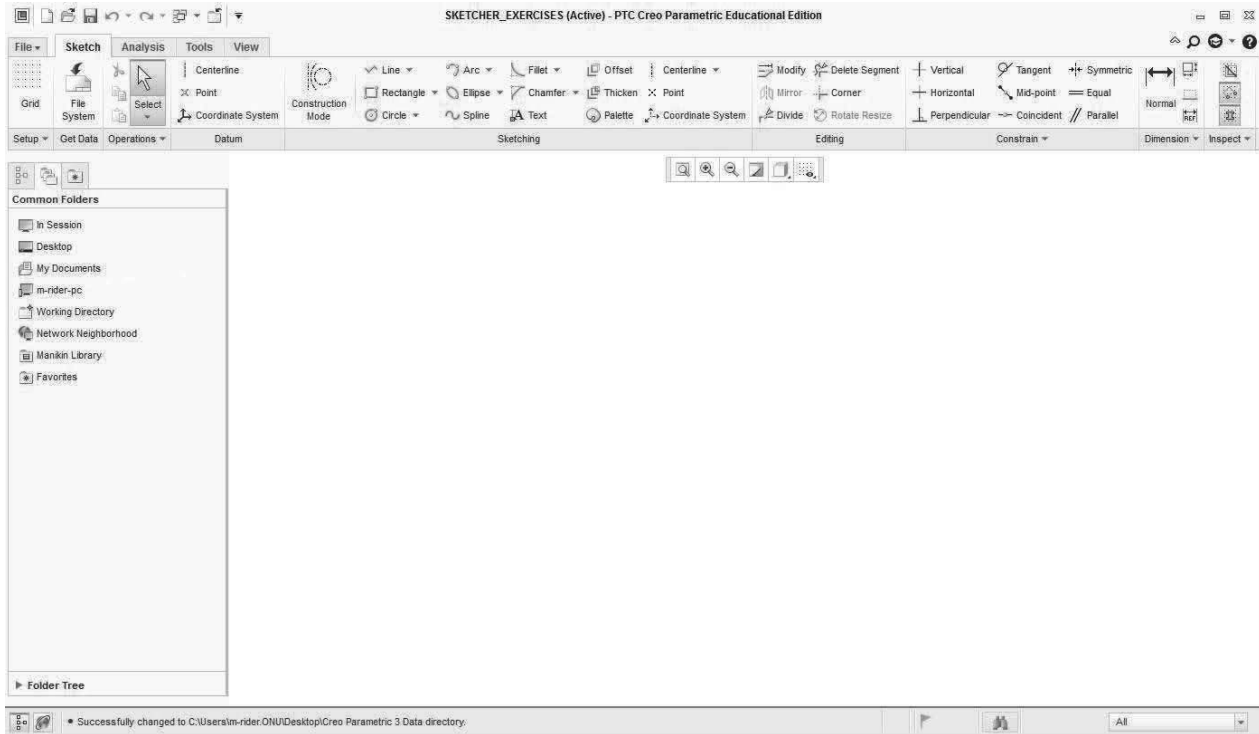 SKETCHER_EXERCISES (Active) - PTC Creo Parametric Educational Edition
File Sketch Analysis Tools View
Centerline Line Arc Fillet Offset Centerline Modify Delete Segment Vertical Tangent Symmetric
Point Rectangle Ellipse Chamfer Thicken Point Mirror Corner Horizontal Mid-point Equal
Grid File System Select Coordinate System Construction Mode Circle Spline Text Palette Coordinate System Divide Rotate Resize Perpendicular Coincident Parallel Normal REF
Setup Get Data Operations Datum Sketching Editing Constrain Dimension Inspect
Common Folders
In Session
Desktop
My Documents
m-rider-pc
Working Directory
Network Neighborhood
Manikin Library
Favorites
Folder Tree
• Successfully changed to C:\Users\m-rider.ONU\Desktop\Creo Parametric 3 Data directory.
All